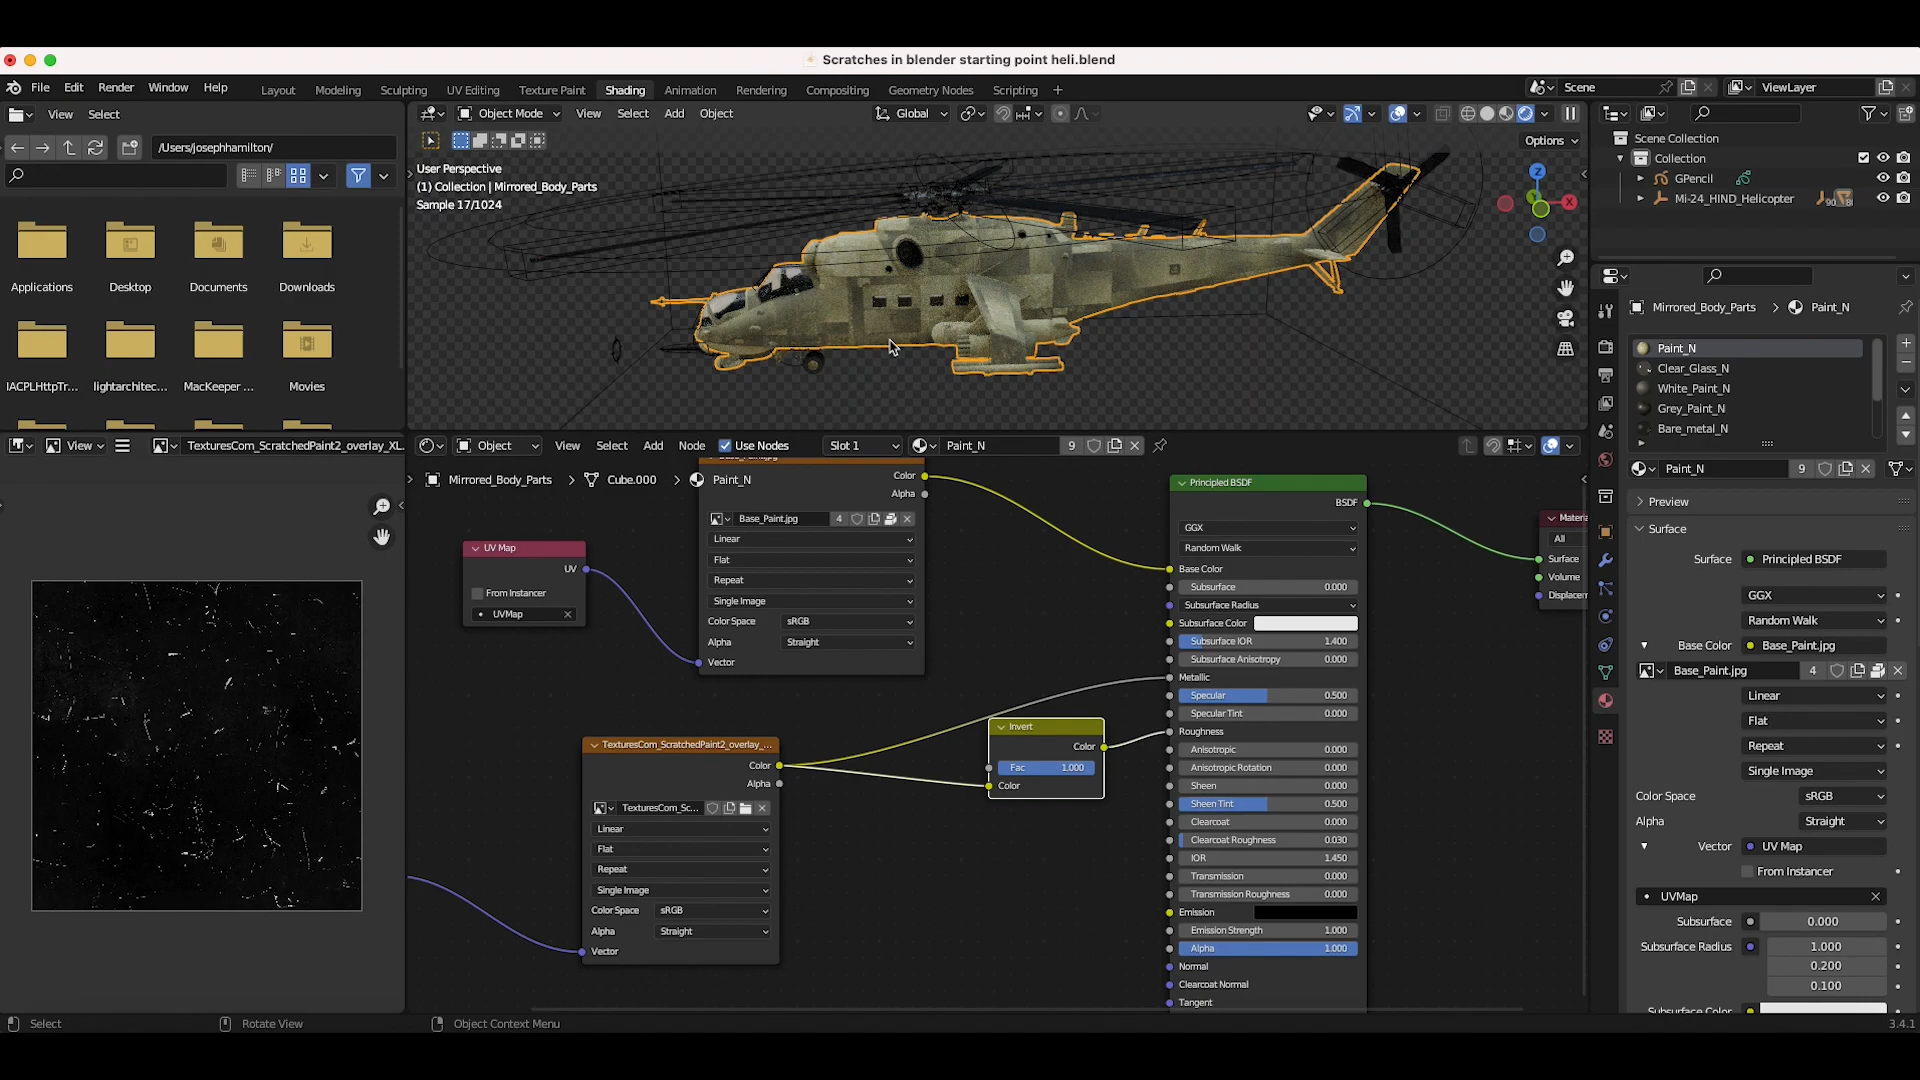 Scratches in blender starting point heli.blend
File Edit Render Window Help
Layout Modeling Sculpting UV Editing Texture Paint Shading Animation Rendering Compositing Geometry Nodes Scripting +
Scene
ViewLayer
View Select
Object Mode View Select Add Object
Global
/Users/josephhamilton/
Options
User Perspective
(1) Collection | Mirrored_Body_Parts
Sample 17/1024
Z
X
Applications Desktop Documents Downloads
IACPLHttpTr... lightarchitec... MacKeeper ... Movies
Scene Collection
Collection
GPencil
Mi-24_HIND_Helicopter
90
Mirrored_Body_Parts > Paint_N
Paint_N
Clear_Glass_N
White_Paint_N
Grey_Paint_N
Bare_metal_N
Paint_N 9
Preview
Surface
Surface Principled BSDF
GGX
Random Walk
Base Color Base_Paint.jpg
Base_Paint.jpg 4
Linear
Flat
Repeat
Single Image
Color Space sRGB
Alpha Straight
Vector UV Map
From Instancer
UVMap
Subsurface 0.000
Subsurface Radius 1.000
0.200
0.100
Subsurface Color
View TexturesCom_ScratchedPaint2_overlay_XL.
Object View Select Add Node Use Nodes Slot 1 Paint_N 9
Mirrored_Body_Parts > Cube.000 > Paint_N
UV Map
UV
From Instancer
UVMap
Color
Alpha
Base_Paint.jpg 4
Linear
Flat
Repeat
Single Image
Color Space sRGB
Alpha Straight
Vector
TexturesCom_ScratchedPaint2_overlay_...
Color
Alpha
TexturesCom_Sc...
Linear
Flat
Repeat
Single Image
Color Space sRGB
Alpha Straight
Vector
Invert
Color
Fac 1.000
Color
Principled BSDF
BSDF
GGX
Random Walk
Base Color
Subsurface 0.000
Subsurface Radius
Subsurface Color
Subsurface IOR 1.400
Subsurface Anisotropy 0.000
Metallic
Specular 0.500
Specular Tint 0.000
Roughness
Anisotropic 0.000
Anisotropic Rotation 0.000
Sheen 0.000
Sheen Tint 0.500
Clearcoat 0.000
Clearcoat Roughness 0.030
IOR 1.450
Transmission 0.000
Transmission Roughness 0.000
Emission
Emission Strength 1.000
Alpha 1.000
Normal
Clearcoat Normal
Tangent
Materia
All
Surface
Volume
Displacem
Select
Rotate View
Object Context Menu
3.4.1